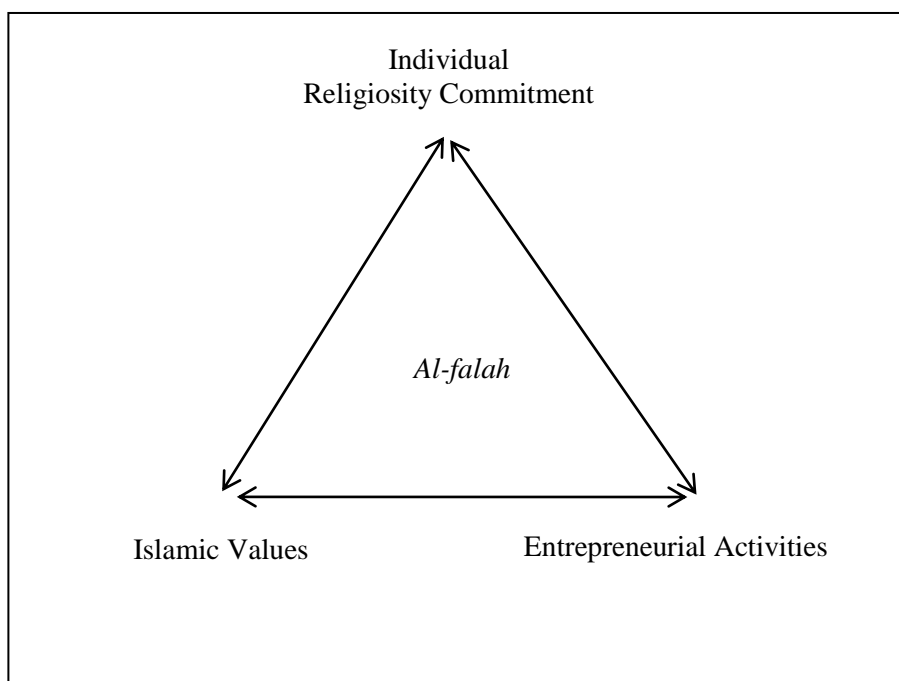 Individual
Religiosity Commitment
Al-falah
Islamic Values
Entrepreneurial Activities